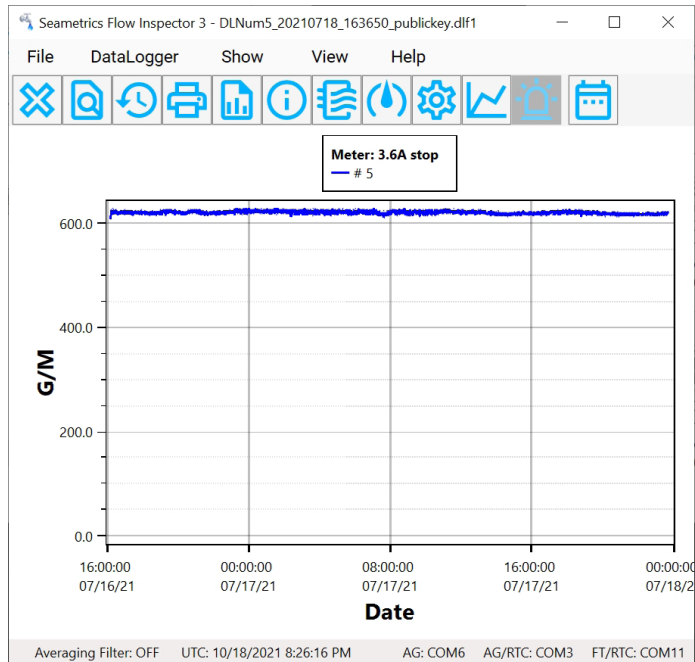 Seametrics Flow Inspector 3 - DLNum5_20210718_163650_publickey.dlf1
File DataLogger Show View Help
Meter: 3.6A stop
# 5
600.0
400.0
200.0
0.0
G/M
16:00:00 00:00:00 08:00:00 16:00:00 00:00:00
07/16/21 07/17/21 07/17/21 07/17/21 07/18/2
Date
Averaging Filter: OFF UTC: 10/18/2021 8:26:16 PM AG: COM6 AG/RTC: COM3 FT/RTC: COM11